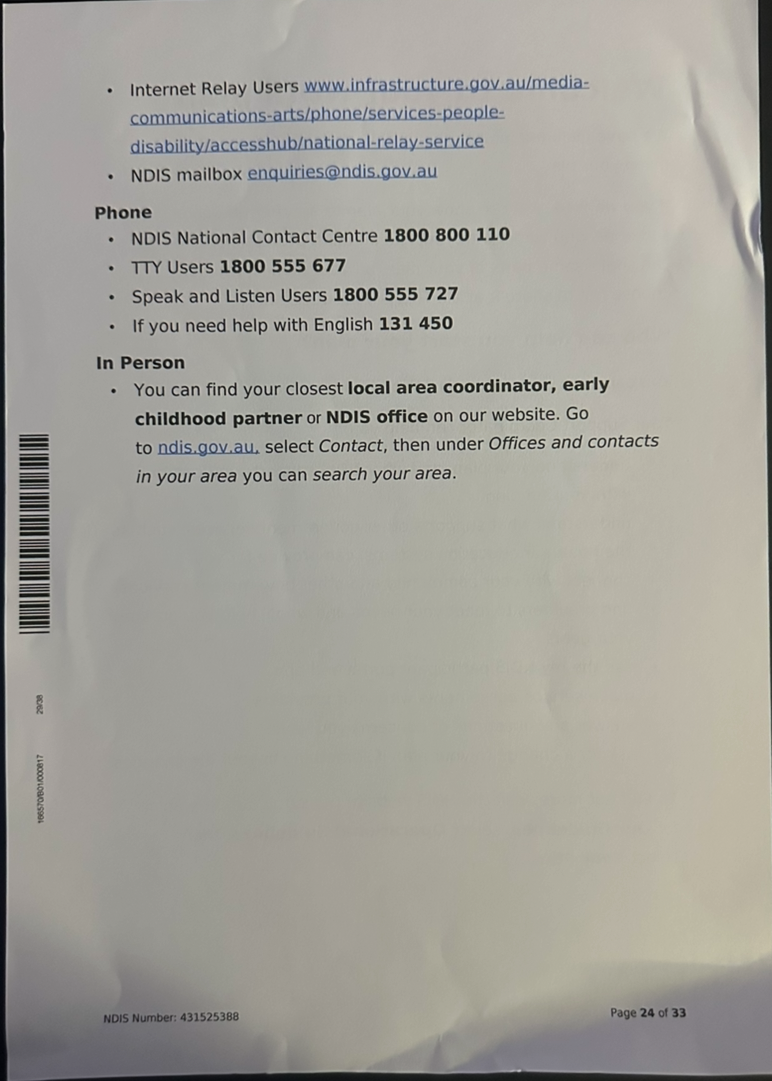 • Internet Relay Users www.infrastructure.gov.au/media-
communications-arts/phone/services-people-
disability/accesshub/national-relay-service
• NDIS mailbox enquiries@ndis.gov.au
Phone
• NDIS National Contact Centre 1800 800 110
• TTY Users 1800 555 677
• Speak and Listen Users 1800 555 727
• If you need help with English 131 450
In Person
• You can find your closest local area coordinator, early
childhood partner or NDIS office on our website. Go
to ndis.gov.au, select Contact, then under Offices and contacts
in your area you can search your area.
29/38
166570/B01/000817
NDIS Number: 431525388
Page 24 of 33